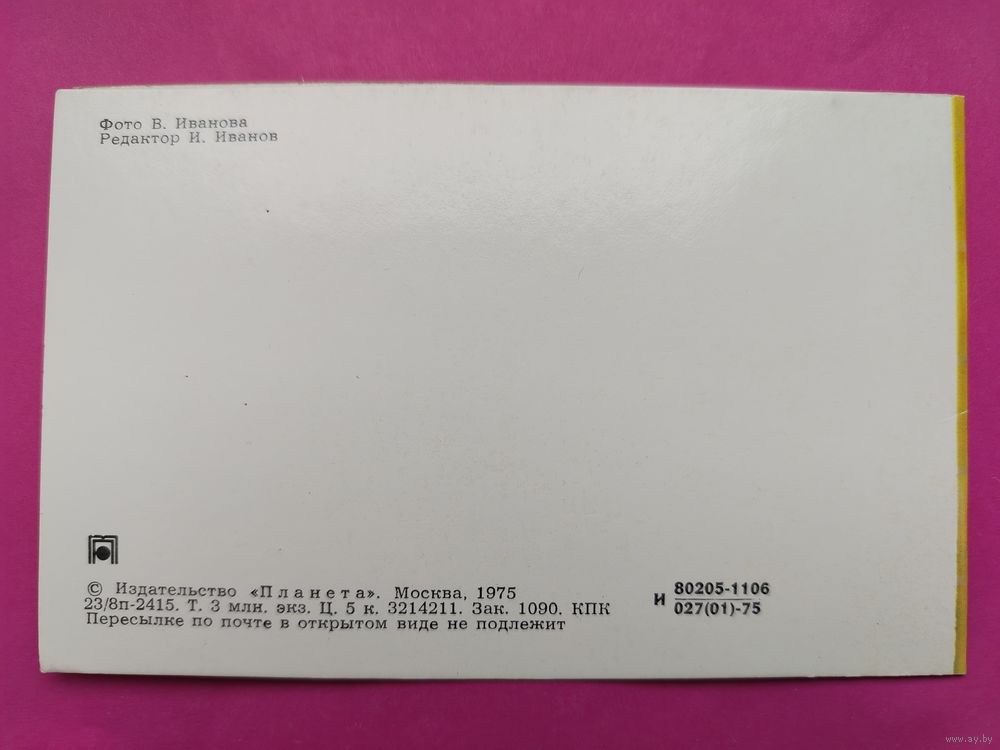 Фото В. Иванова
Редактор И. Иванов
© Издательство «Планета». Москва, 1975
23/8п-2415. Т. 3 млн. экз. Ц. 5 к. 3214211. Зак. 1090. КПК
Пересылке по почте в открытом виде не подлежит
И 80205-1106
027(01)-75
www.ay.by